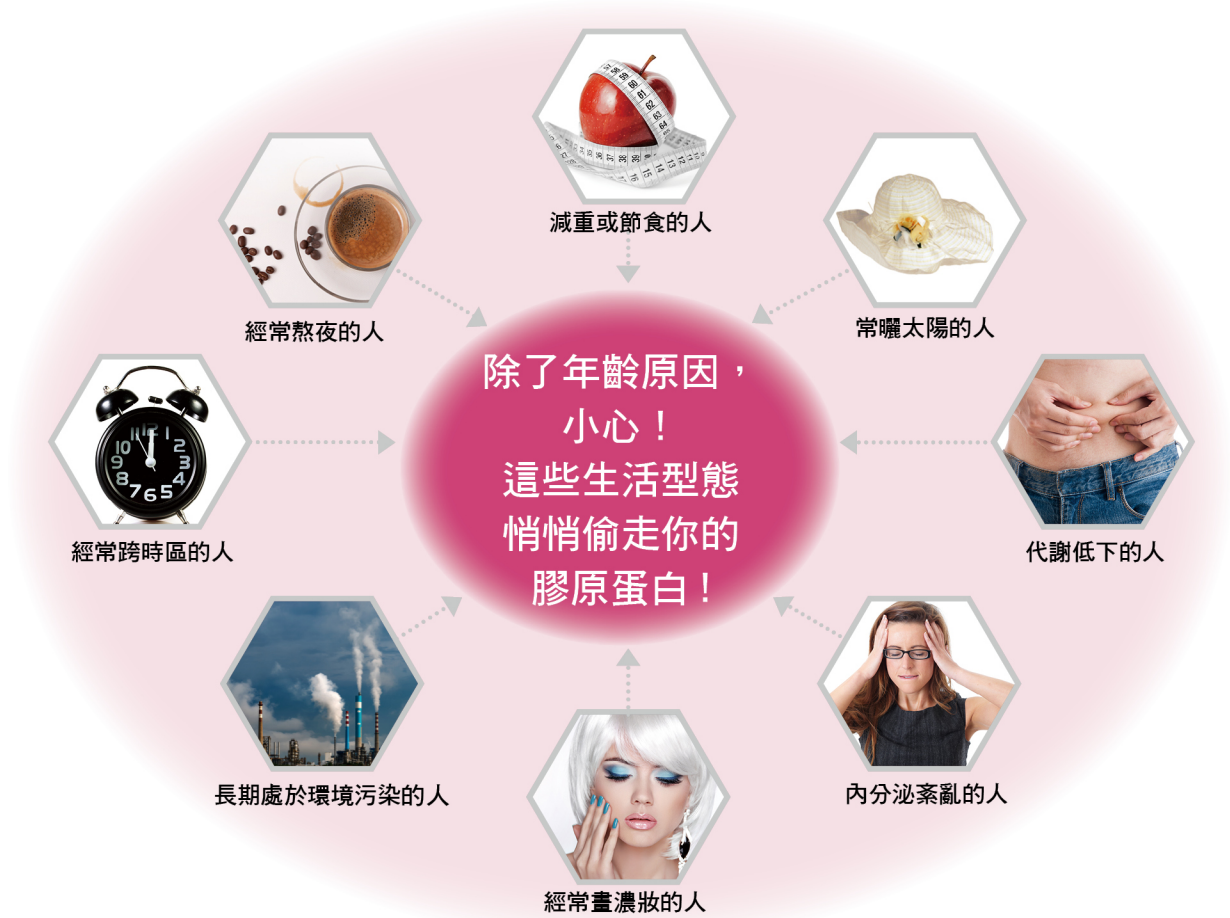 減重或節食的人
經常熬夜的人
常曬太陽的人
除了年齡原因，
小心！
這些生活型態
悄悄偷走你的
膠原蛋白！
經常跨時區的人
代謝低下的人
長期處於環境污染的人
內分泌紊亂的人
經常畫濃妝的人